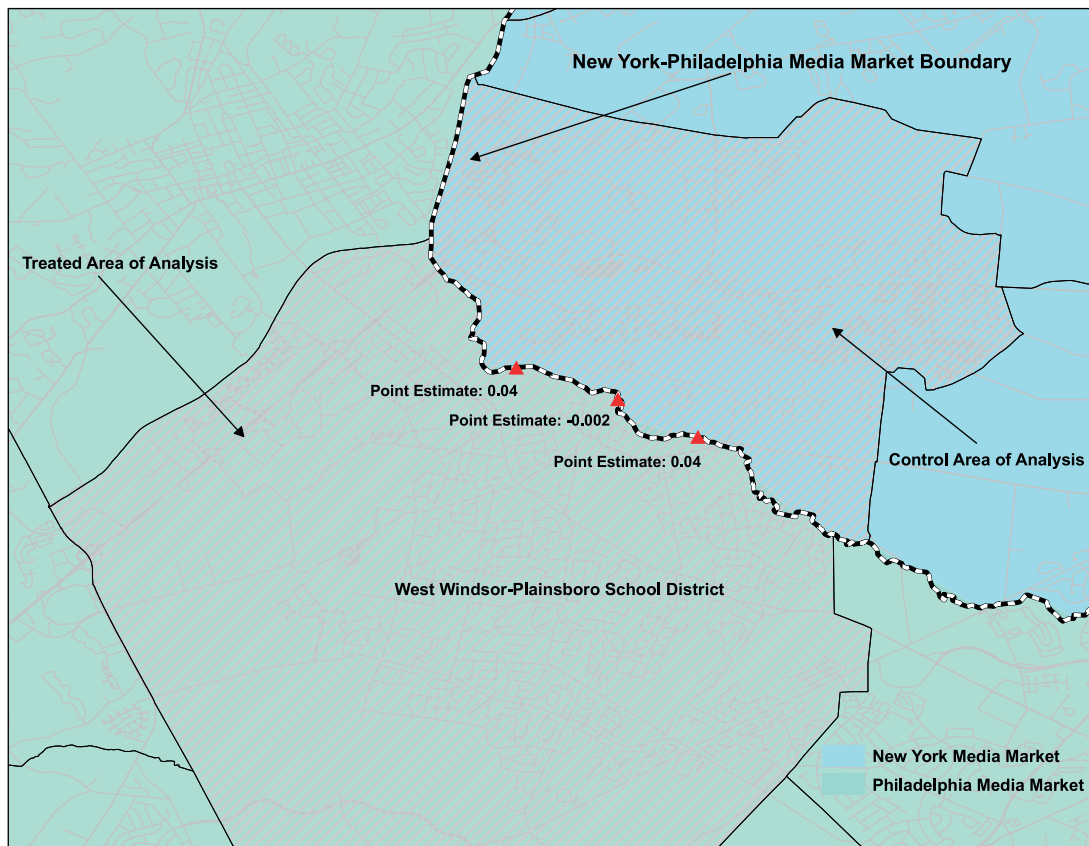 New York-Philadelphia Media Market Boundary
Treated Area of Analysis
Point Estimate: 0.04
Point Estimate: -0.002
Point Estimate: 0.04
Control Area of Analysis
West Windsor-Plainsboro School District
New York Media Market
Philadelphia Media Market